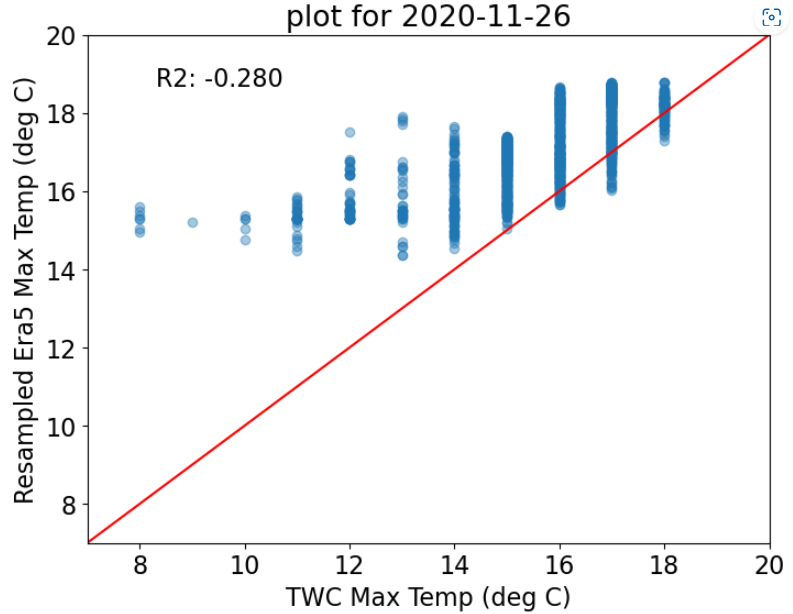 plot for 2020-11-26
20
R2: -0.280
18
16
14
12
10
8
Resampled Era5 Max Temp (deg C)
8 10 12 14 16 18 20
TWC Max Temp (deg C)